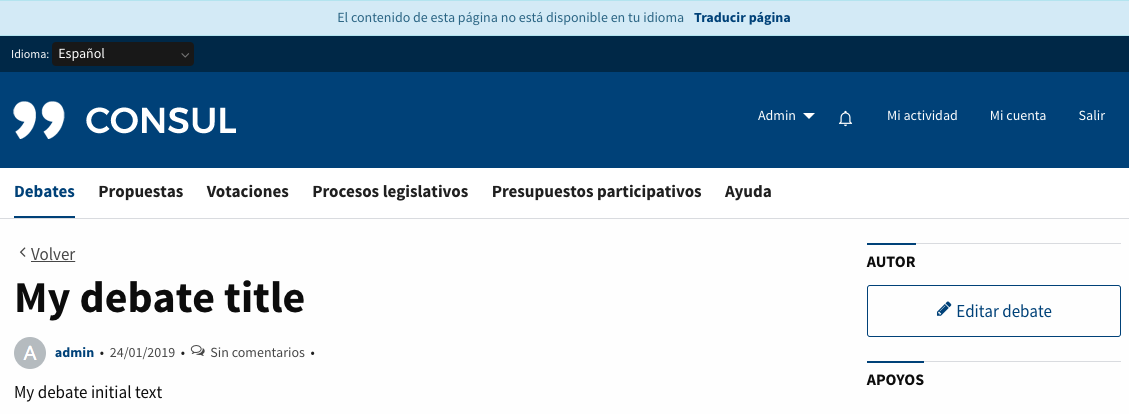 El contenido de esta página no está disponible en tu idioma Traducir página
Idioma: Español
CONSUL
Admin Mi actividad Mi cuenta Salir
Debates Propuestas Votaciones Procesos legislativos Presupuestos participativos Ayuda
Volver
My debate title
A admin • 24/01/2019 • Sin comentarios •
My debate initial text
AUTOR
Editar debate
APOYOS